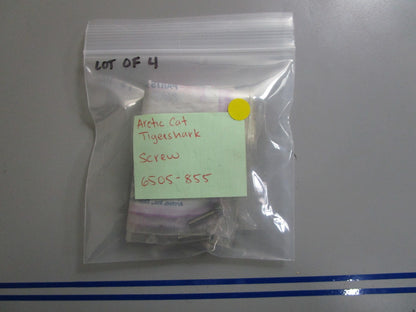 LOT OF 4
Arctic Cat
Tigershark
Screw
6505-855